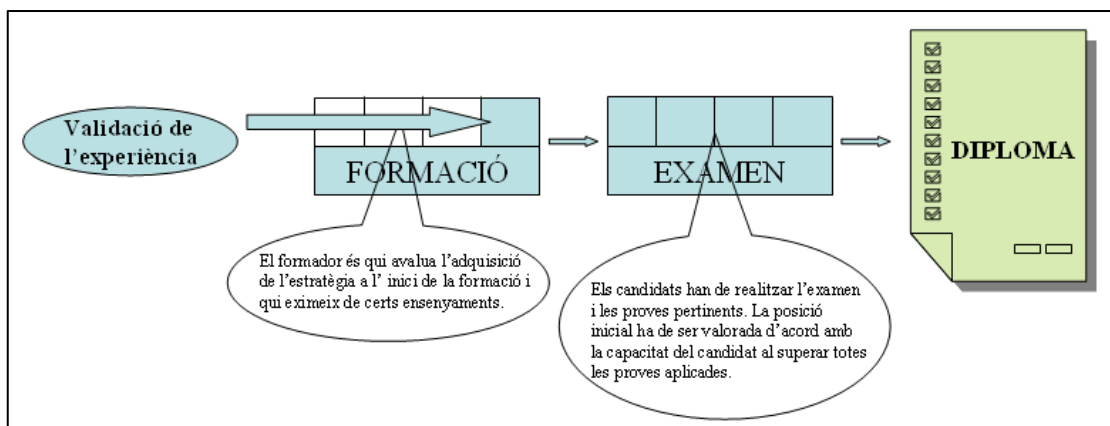 Validació de
l'experiència
FORMACIÓ
EXAMEN
DIPLOMA
El formador és qui avalua l'adquisició
de l'estratègia a l' inici de la formació i
qui eximeix de certs ensenyaments.
Els candidats han de realitzar l'examen
i les proves pertinents. La posició
inicial ha de ser valorada d'acord amb
la capacitat del candidat al superar totes
les proves aplicades.